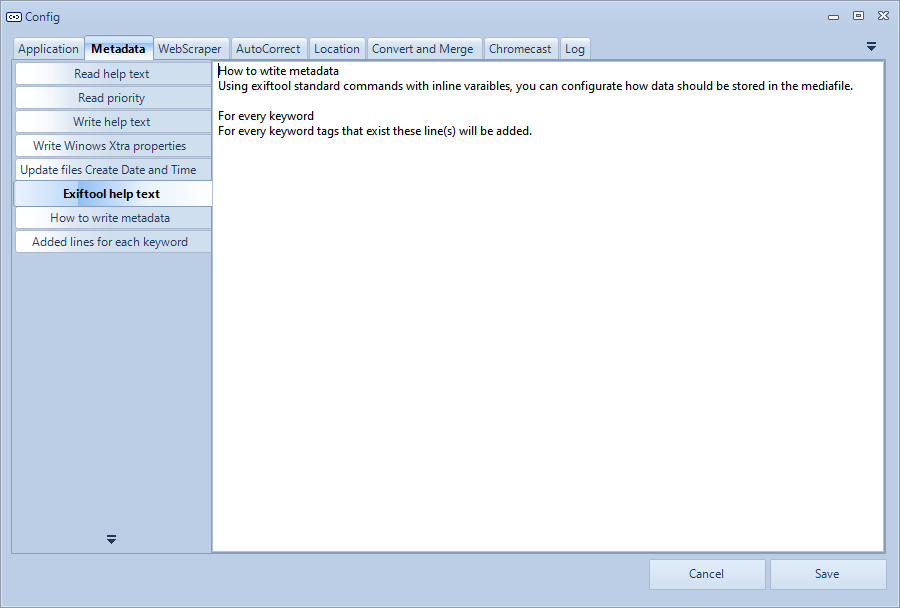 Config
Application
Metadata
WebScraper
AutoCorrect
Location
Convert and Merge
Chromecast
Log
Read help text
Read priority
Write help text
Write Winows Xtra properties
Update files Create Date and Time
Exiftool help text
How to write metadata
Added lines for each keyword
How to wtite metadata
Using exiftool standard commands with inline varaibles, you can configurate how data should be stored in the mediafile.
For every keyword
For every keyword tags that exist these line(s) will be added.
Cancel
Save